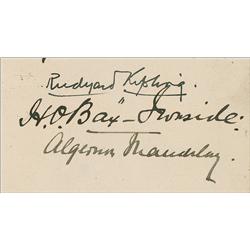 Rudyard Kipling.
H.O. Bax-Ironside.
Algernon Maudslay.